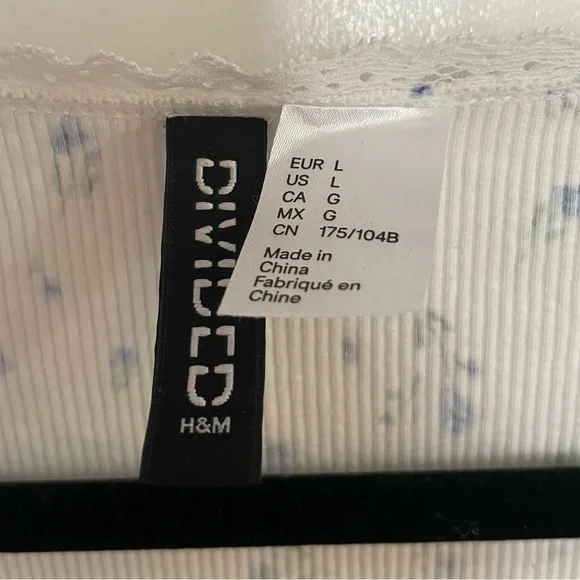 DIVIDED
H&M
EUR L
US L
CA G
MX G
CN 175/104B
Made in
China
Fabriqué en
Chine